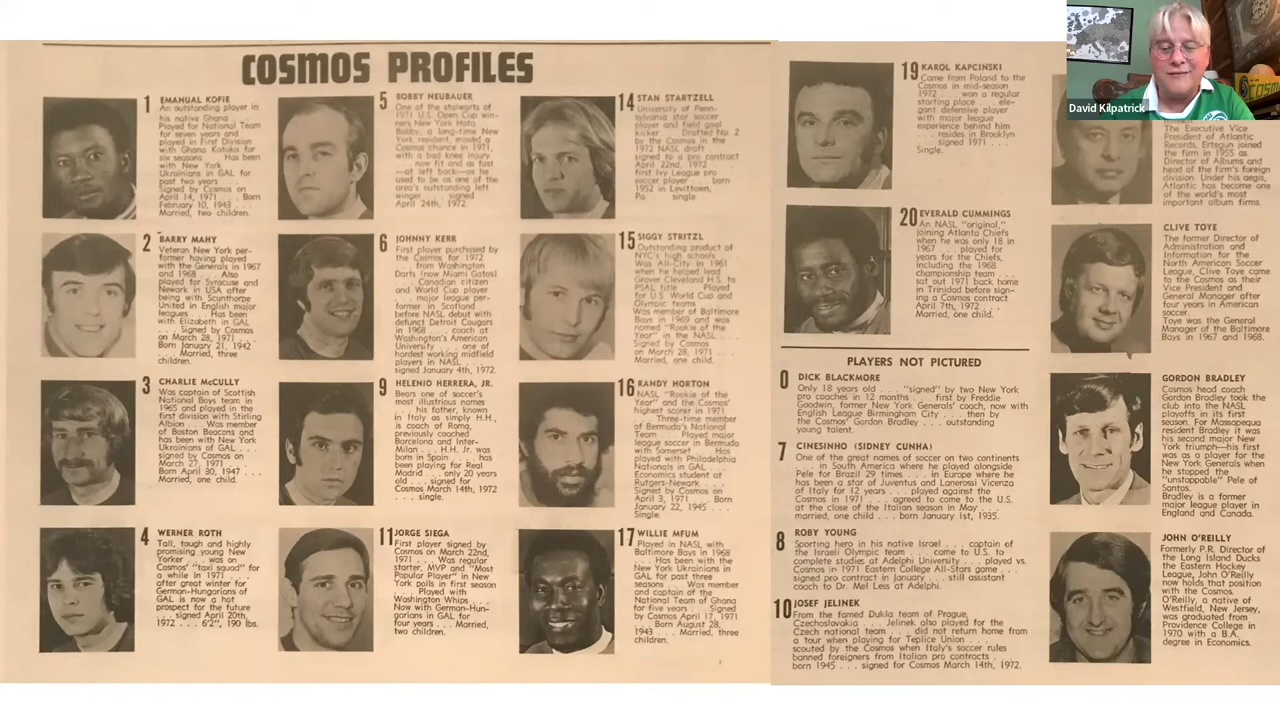 COSMOS PROFILES
1 EMANUAL KOFIE
An outstanding player in
his native Ghana . . .
Played for National Team
for seven years and
played in First Division
with Ghana Kotuka for
six seasons . . . Has been
with New York
Ukrainians in GAL for
past two years . . .
Signed by Cosmos on
April 14, 1971 . . . Born
February 10, 1943 . . .
Married, two children.
2 BARRY MAHY
Veteran New York per-
former having played
with the Generals in 1967
and 1968 . . . Also
played for Syracuse and
Newark in USA after
being with Scunthorpe
United in English major
leagues . . . Has been
with Elizabeth in GAL
. . . Signed by Cosmos
on March 28, 1971 . . .
Born January 21, 1942
. . . Married, three
children.
3 CHARLIE McCULLY
Was captain of Scottish
National Boys team in
1965 and played in the
first division with Stirling
Albion . . . Was member
of Boston Beacons and
has been with New York
Ukrainians of GAL . . .
signed by Cosmos on
March 27, 1971 . . .
Born April 30, 1947 . . .
Married, one child.
4 WERNER ROTH
Tall, tough and highly
promising young New
Yorker . . . was on
Cosmos' "taxi squad" for
a while in 1971 . . .
after great winter for
German-Hungarians of
GAL is now a hot
prospect for the future
. . . signed April 20th,
1972 . . . 6'2", 190 lbs.
5 BOBBY NEUBAUER
One of the stalwarts of
1971 U.S. Open Cup win-
ners New York Hota . . .
Bobby, a long-time New
York resident, missed a
Cosmos chance in 1971,
with a bad knee injury
. . . now fit and fast
—at left back—as he
used to be as one of the
area's outstanding left
winger . . . signed
April 24th, 1972.
6 JOHNNY KERR
First player purchased by
the Cosmos for 1972
. . . from Washington
Darts (now Miami Gatos)
. . . Canadian citizen
and World Cup player
. . . major league per-
former in Scotland
before NASL debut with
defunct Detroit Cougars
in 1968 . . . coach at
Washington's American
University . . . one of
hardest working midfield
players in NASL . . .
signed January 4th, 1972.
9 HELENIO HERRERA, JR.
Bears one of soccer's
most illustrious names
. . . his father, known
in Italy as simply H.H.,
is coach of Roma,
previously coached
Barcelona and Inter-
Milan . . . H.H. Jr. was
born in Spain . . . has
been playing for Real
Madrid . . . only 20 years
old . . . signed for
Cosmos March 14th, 1972
. . . single.
11 JORGE SIEGA
First player signed by
Cosmos on March 22nd,
1971 . . . Was regular
starter, MVP and "Most
Popular Player" in New
York polls in first season
. . . Played with
Washington Whips . . .
Now with German-Hun-
garians in GAL for
four years . . . Married,
two children.
14 STAN STARTZELL
University of Penn-
sylvania star soccer
player and field goal
kicker . . . Drafted No. 2
by the Cosmos in the
1972 NASL draft . . .
signed to a pro contract
April 22nd, 1972 . . .
first Ivy League pro
soccer player . . . born
1952 in Levittown,
Pa. . . . single.
15 SIGGY STRITZL
Outstanding product of
NYC's high schools . . .
Was All-City in 1961
when he helped lead
Grover Cleveland H.S. to
PSAL title . . . Played
for U.S. World Cup and
Olympic teams . . .
Was member of Baltimore
Bays in 1969 and was
named "Rookie of the
Year" in the NASL . . .
Signed by Cosmos
on March 28, 1971 . . .
Married, one child.
16 RANDY HORTON
NASL "Rookie of the
Year" and the Cosmos'
highest scorer in 1971
. . . Three-time member
of Bermuda's National
Team . . . Played major
league soccer in Bermuda
with Somerset . . . Has
played with Philadelphia
Nationals in GAL . . .
Economics student of
Rutgers-Newark . . .
Signed by Cosmos on
April 3, 1971 . . . Born
January 22, 1945 . . .
Single.
17 WILLIE MFUM
Played in NASL with
Baltimore Bays in 1968
. . . Has been with the
New York Ukrainians in
GAL for past three
seasons . . . Was member
and captain of the
National Team of Ghana
for five years . . . Signed
by Cosmos April 17, 1971
. . . Born August 28,
1943 . . . Married, three
children.
19 KAROL KAPCINSKI
Came from Poland to the
Cosmos in mid-season
1972 . . . won a regular
starting place . . . ele-
gant defensive player
with major league
experience behind him
. . . resides in Brooklyn
. . . signed 1971 . . .
Single.
20 EVERALD CUMMINGS
An NASL "original,"
joining Atlanta Chiefs
when he was only 18 in
1967 . . . played for
years for the Chiefs,
including the 1968
championship team . . .
sat out 1971 back home
in Trinidad before sign-
ing a Cosmos contract
April 7th, 1972 . . .
Married, one child.
PLAYERS NOT PICTURED
0 DICK BLACKMORE
Only 18 years old . . . "signed" by two New York
pro coaches in 12 months . . . first by Freddie
Goodwin, former New York Generals' coach, now with
English League Birmingham City . . . then by
the Cosmos' Gordon Bradley . . . outstanding
young talent.
7 CINESINHO (SIDNEY CUNHA)
One of the great names of soccer on two continents
. . . in South America where he played alongside
Pele for Brazil 29 times . . . in Europe where he
has been a star of Juventus and Lanerossi Vicenza
of Italy for 12 years . . . played against the
Cosmos in 1971 . . . agreed to come to the U.S.
at the close of the Italian season in May . . .
married, one child . . . born January 1st, 1935.
8 ROBY YOUNG
Sporting hero in his native Israel . . . captain of
the Israeli Olympic team . . . come to U.S. to
complete studies at Adelphi University . . . played vs.
Cosmos in 1971 Eastern College All-Stars game . . .
signed pro contract in January . . . still assistant
coach to Dr. Mel Less at Adelphi.
10 JOSEF JELINEK
From the famed Dukla team of Prague,
Czechoslovakia . . . Jelinek also played for the
Czech national team . . . did not return home from
a tour when playing for Teplice Union . . .
scouted by the Cosmos when Italy's soccer rules
banned foreigners from Italian pro contracts . . .
born 1945 . . . signed for Cosmos March 14th, 1972.
The Executive Vice
President of Atlantic
Records, Ertegun joined
the firm in 1955 as
Director of Albums and
head of the firm's foreign
division. Under his aegis,
Atlantic has become one
of the world's most
important album firms.
CLIVE TOYE
The former Director of
Administration and
Information for the
North American Soccer
League, Clive Toye came
to the Cosmos as their
Vice President and
General Manager after
four years in American
soccer.
Toye was the General
Manager of the Baltimore
Bays in 1967 and 1968.
GORDON BRADLEY
Cosmos head coach
Gordon Bradley took the
club into the NASL
playoffs in its first
season. For Massapequa
resident Bradley it was
his second major New
York triumph—his first
was as a player for the
New York Generals when
he stopped the
"unstoppable" Pele of
Santos.
Bradley is a former
major league player in
England and Canada.
JOHN O'REILLY
Formerly P.R. Director of
the Long Island Ducks
the Eastern Hockey
League, John O'Reilly
now holds that position
with the Cosmos.
O'Reilly, a native of
Westfield, New Jersey,
was graduated from
Providence College in
1970 with a B.A.
degree in Economics.
David Kilpatrick